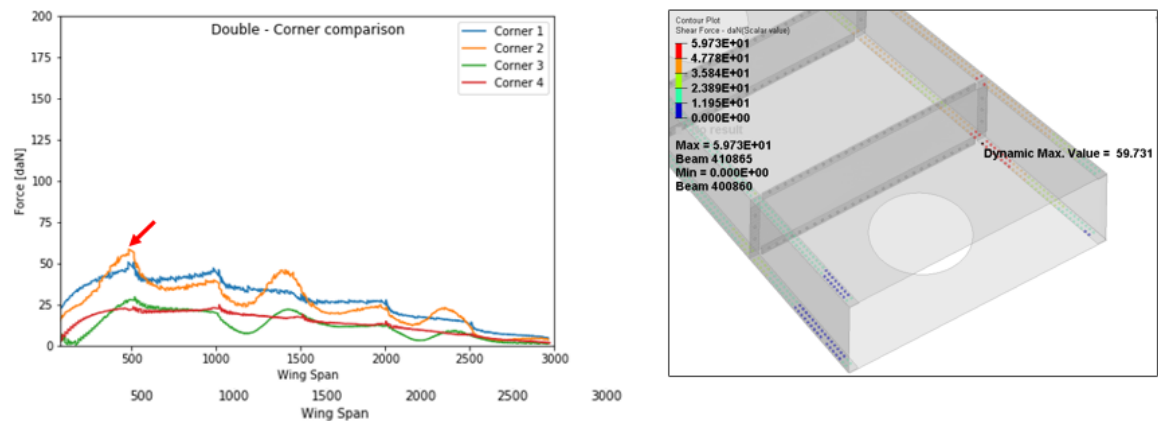 Double - Corner comparison
Corner 1
Corner 2
Corner 3
Corner 4
200
175
150
125
100
75
50
25
0
Force [daN]
500 1000 1500 2000 2500 3000
Wing Span
500 1000 1500 2000 2500 3000
Wing Span
Contour Plot
Shear Force - daN(Scalar value)
5.973E+01
4.778E+01
3.584E+01
2.389E+01
1.195E+01
0.000E+00
no result
Max = 5.973E+01
Beam 410865
Min = 0.000E+00
Beam 400860
Dynamic Max. Value = 59.731